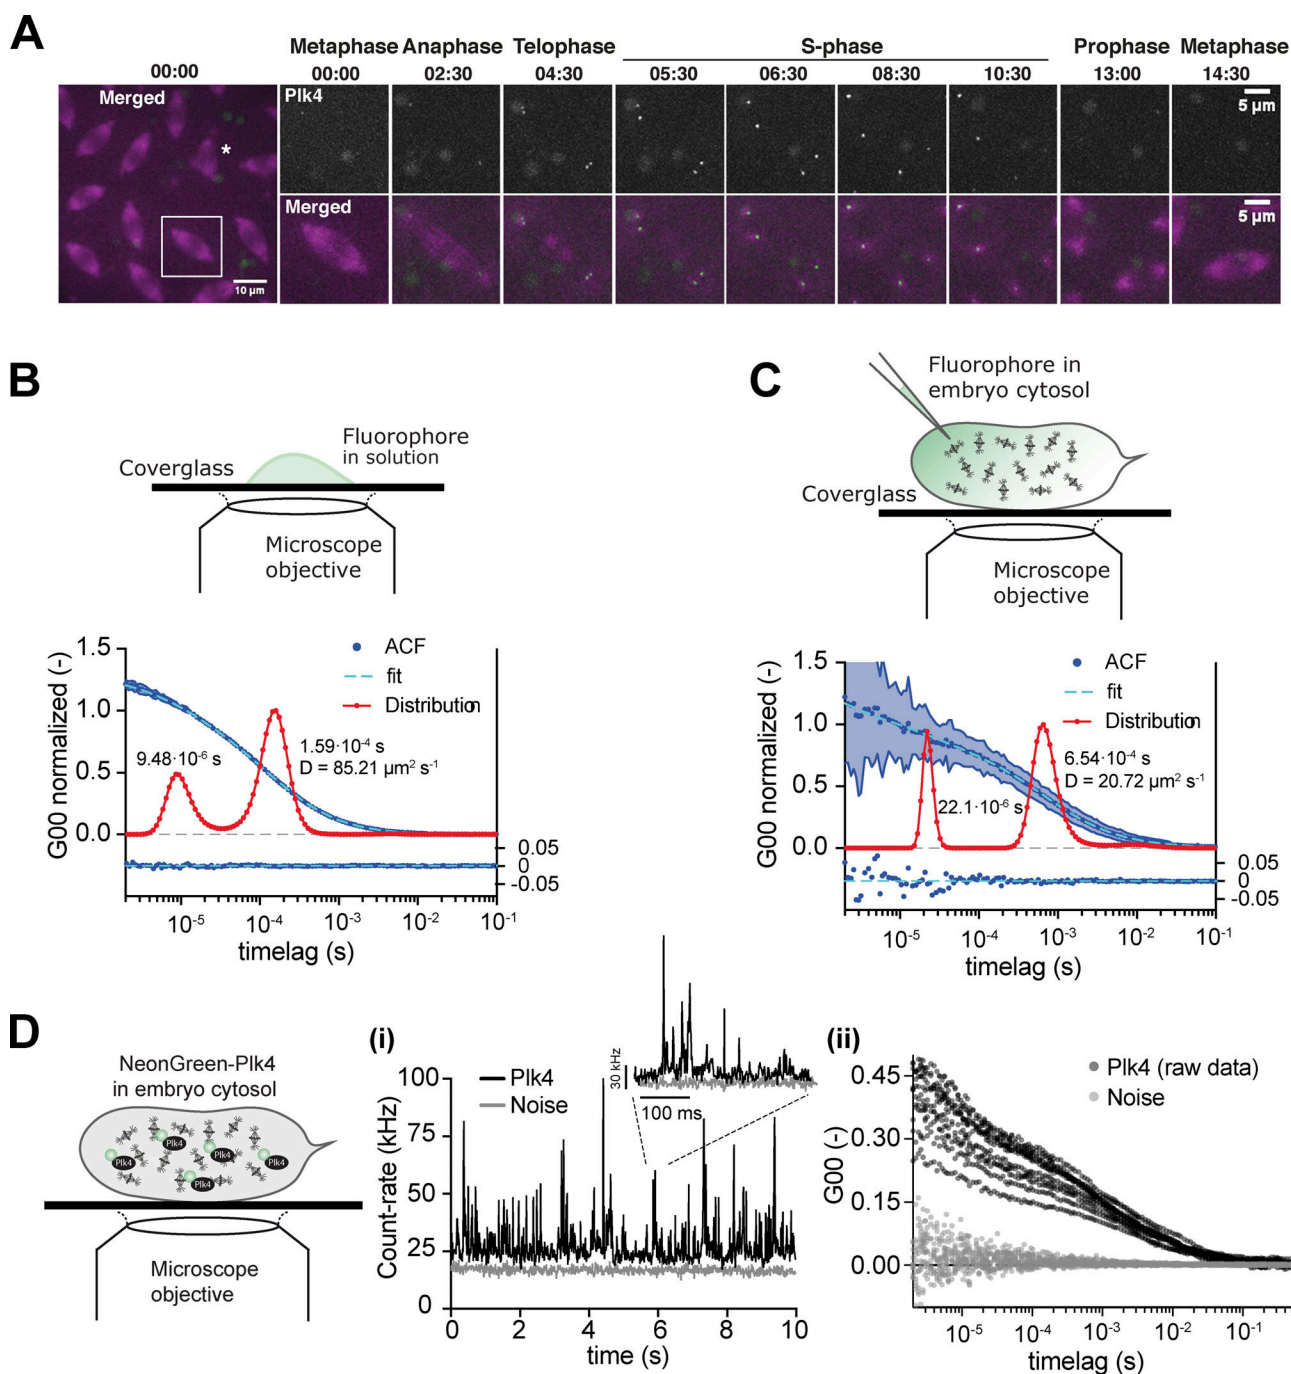 A
Metaphase Anaphase Telophase S-phase Prophase Metaphase
00:00 00:00 02:30 04:30 05:30 06:30 08:30 10:30 13:00 14:30
Merged
Plk4
5 µm
*
Merged
5 µm
10 µm
B
Fluorophore
in solution
Coverglass
Microscope
objective
1.5
1.0
0.5
0.0
G00 normalized (-)
ACF
fit
Distribution
9.48·10⁻⁶ s
1.59·10⁻⁴ s
D = 85.21 µm² s⁻¹
0.05
0
-0.05
10⁻⁵ 10⁻⁴ 10⁻³ 10⁻² 10⁻¹
timelag (s)
C
Fluorophore in
embryo cytosol
Coverglass
Microscope
objective
1.5
1.0
0.5
0.0
G00 normalized (-)
ACF
fit
Distribution
6.54·10⁻⁴ s
D = 20.72 µm² s⁻¹
22.1·10⁻⁶ s
0.05
0
-0.05
10⁻⁵ 10⁻⁴ 10⁻³ 10⁻² 10⁻¹
timelag (s)
D
NeonGreen-Plk4
in embryo cytosol
Plk4
Plk4
Plk4
Plk4
Plk4
Microscope
objective
(i)
100
75
50
25
0
Count-rate (kHz)
Plk4
Noise
30 kHz
100 ms
0 2 4 6 8 10
time (s)
(ii)
0.45
0.30
0.15
0.00
G00 (-)
Plk4 (raw data)
Noise
10⁻⁵ 10⁻⁴ 10⁻³ 10⁻² 10⁻¹
timelag (s)